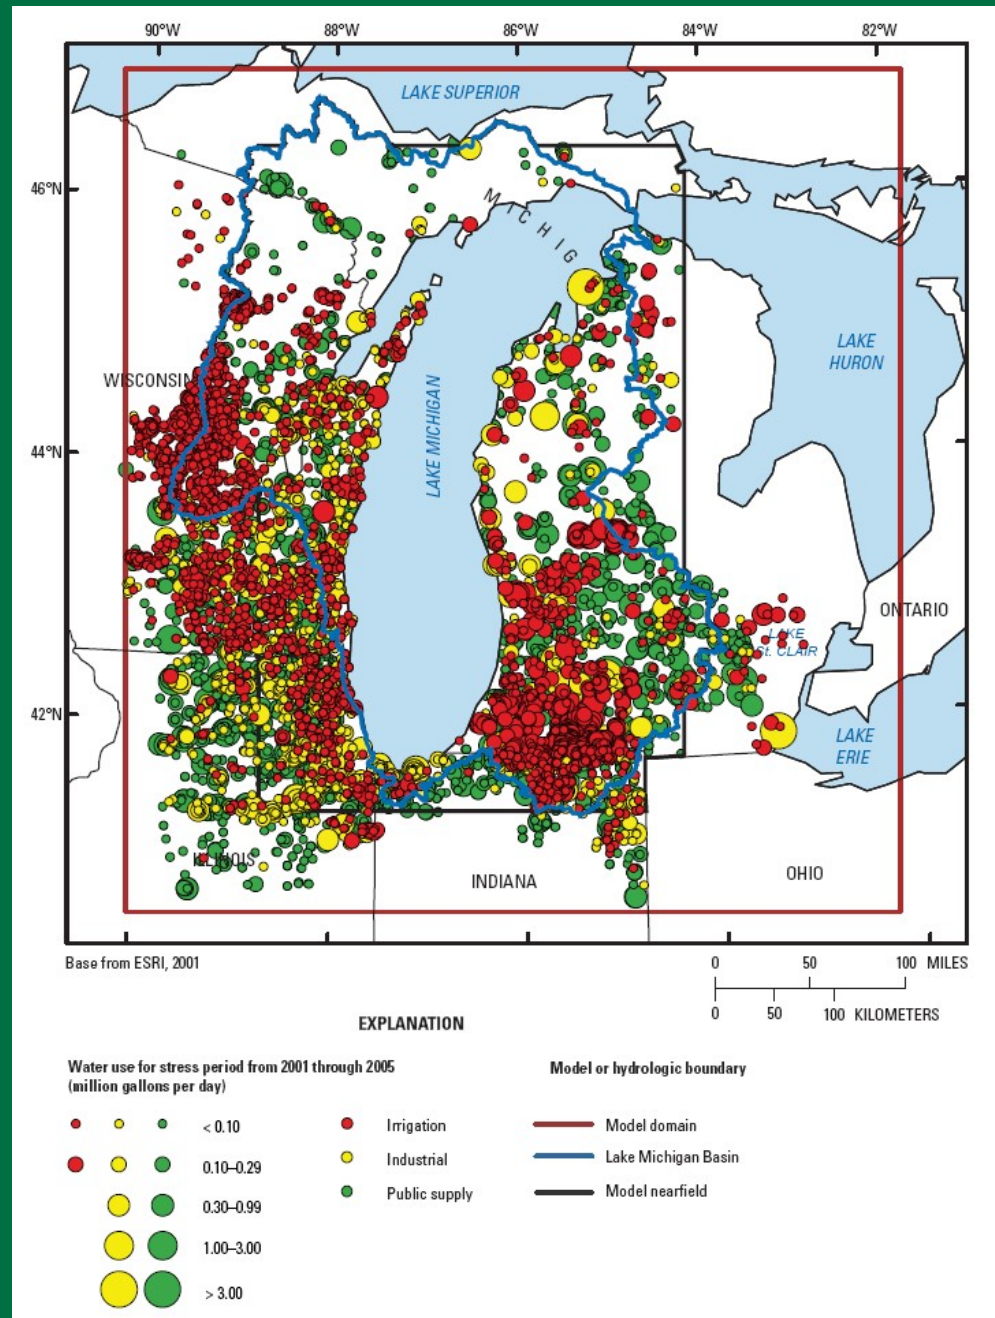 90°W 88°W 86°W 84°W 82°W
LAKE SUPERIOR
46°N
MICHIG
WISCONSIN
LAKE MICHIGAN
LAKE
HURON
44°N
ONTARIO
LAKE
St. CLAIR
42°N
LAKE
ERIE
ILLINOIS
INDIANA
OHIO
Base from ESRI, 2001
0 50 100 MILES
0 50 100 KILOMETERS
EXPLANATION
Water use for stress period from 2001 through 2005
(million gallons per day)
< 0.10
0.10–0.29
0.30–0.99
1.00–3.00
> 3.00
Irrigation
Industrial
Public supply
Model or hydrologic boundary
Model domain
Lake Michigan Basin
Model nearfield